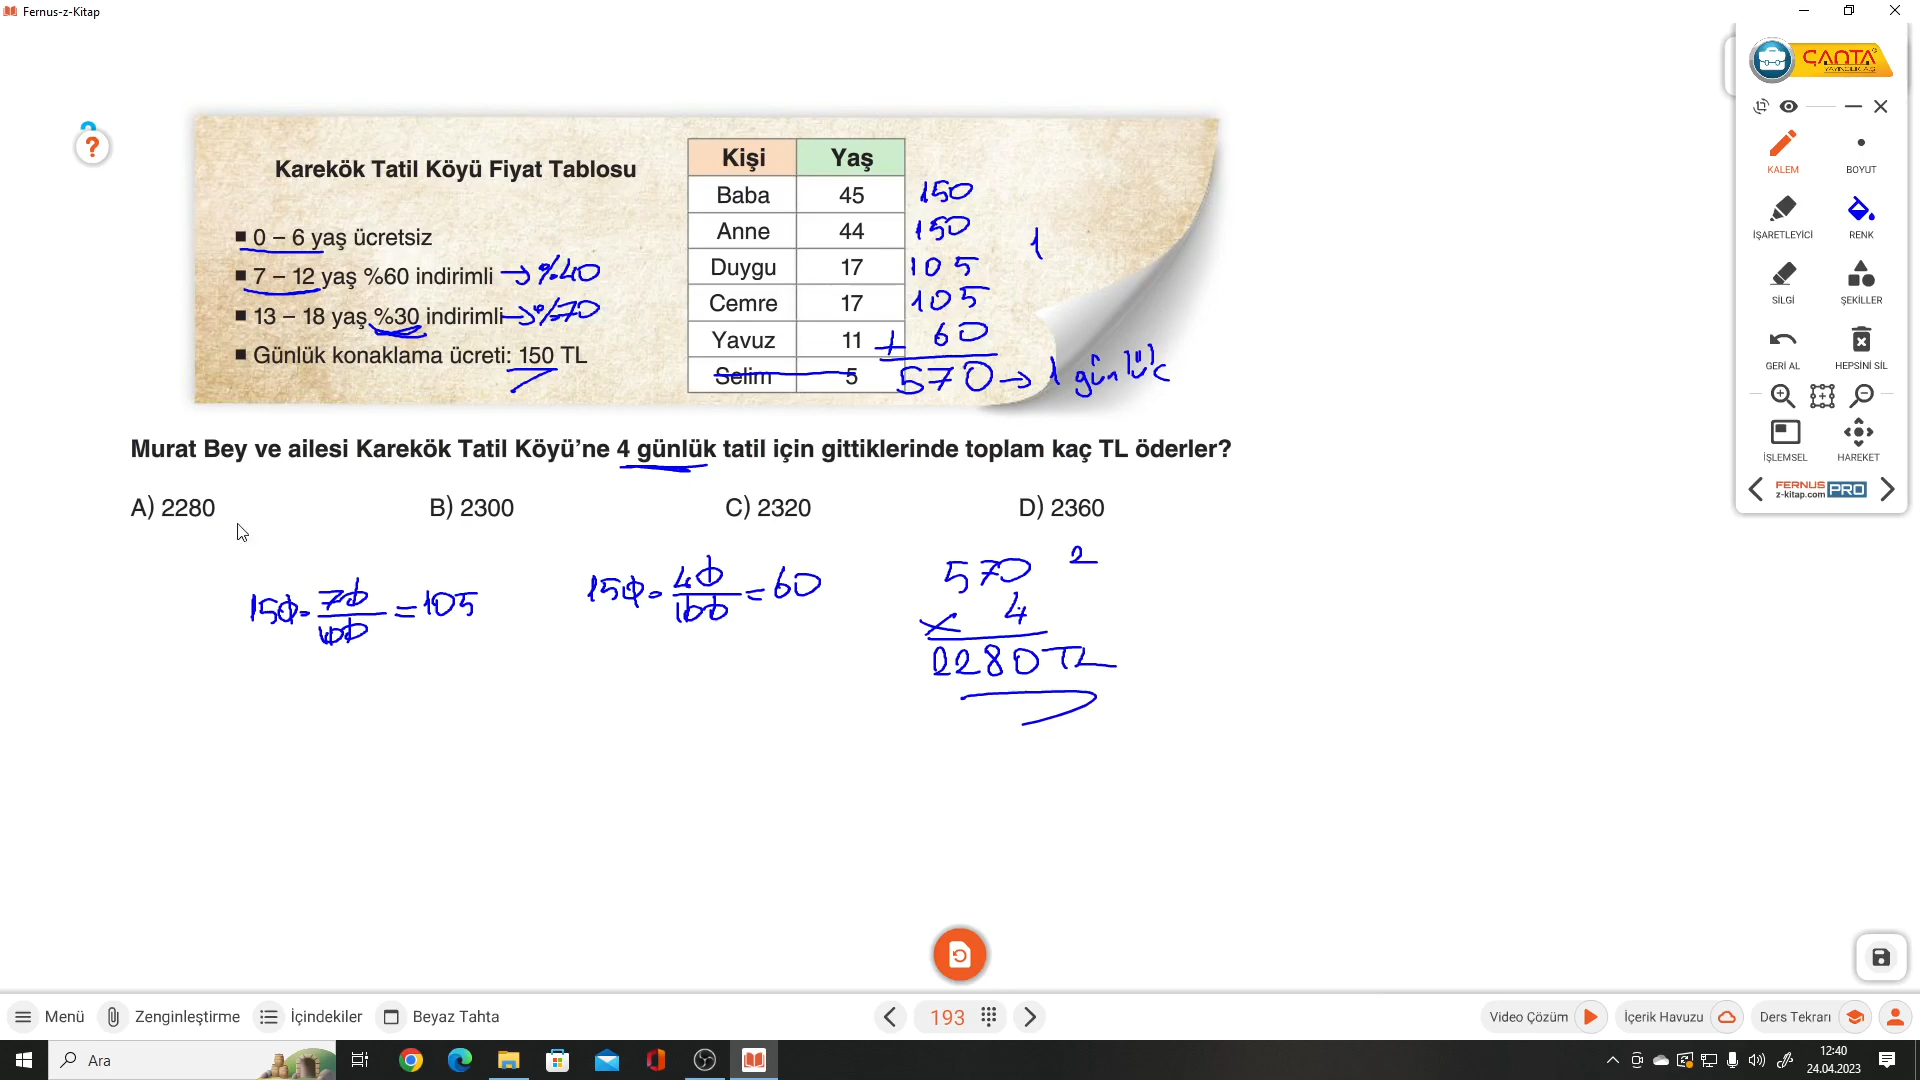 Fernus-z-Kitap
ÇANTA
YAYINCILIK A.Ş.
KALEM
BOYUT
İŞARETLEYİCİ
RENK
SİLGİ
ŞEKİLLER
GERİ AL
HEPSİNİ SİL
İŞLEMSEL
HAREKET
FERNUS
z-kitap.com PRO
?
Karekök Tatil Köyü Fiyat Tablosu
■ 0 – 6 yaş ücretsiz
■ 7 – 12 yaş %60 indirimli → %40
■ 13 – 18 yaş %30 indirimli → %70
■ Günlük konaklama ücreti: 150 TL
Kişi Yaş
Baba 45 150
Anne 44 150
1
Duygu 17 105
Cemre 17 105
Yavuz 11 + 60
Selim 5 570 → 1 günlük
Murat Bey ve ailesi Karekök Tatil Köyü’ne 4 günlük tatil için gittiklerinde toplam kaç TL öderler?
A) 2280 B) 2300 C) 2320 D) 2360
150 · 70/100 = 105
150 · 40/100 = 60
570 2
× 4
2280 TL
Menü Zenginleştirme İçindekiler Beyaz Tahta 193 Video Çözüm İçerik Havuzu Ders Tekrarı
Ara
12:40
24.04.2023